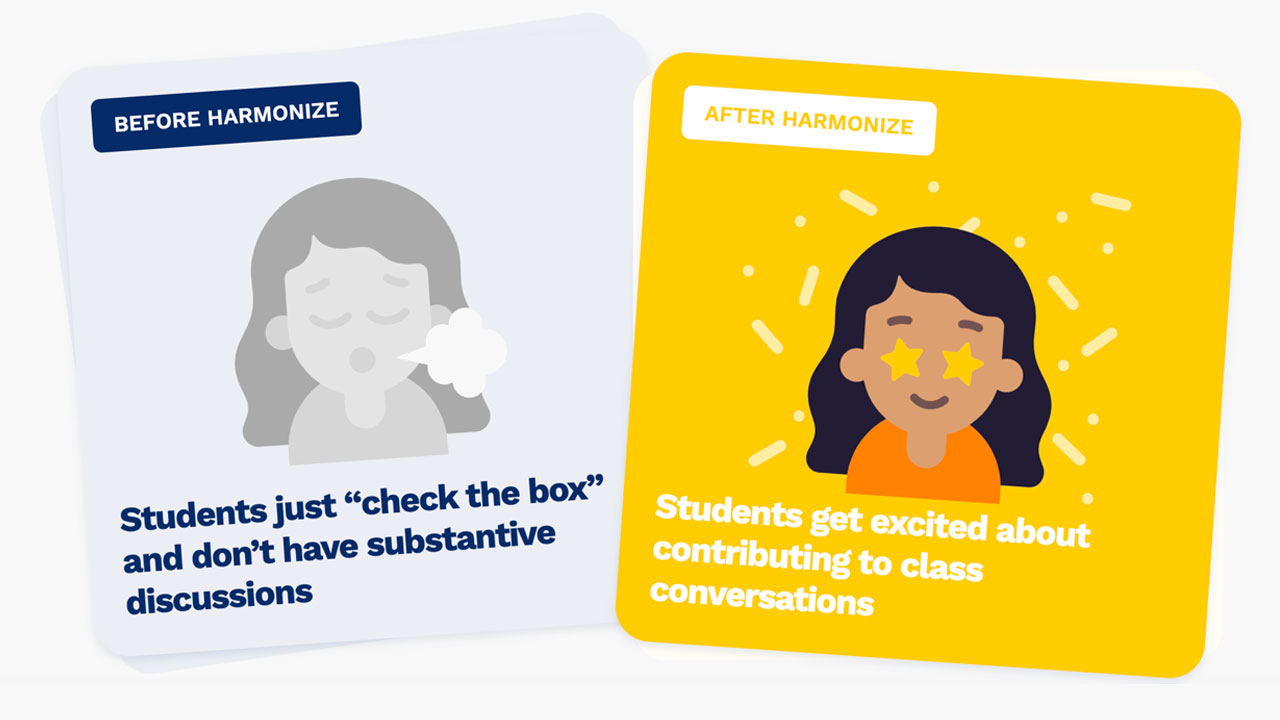 BEFORE HARMONIZE
Students just “check the box”
and don’t have substantive
discussions
AFTER HARMONIZE
Students get excited about
contributing to class
conversations